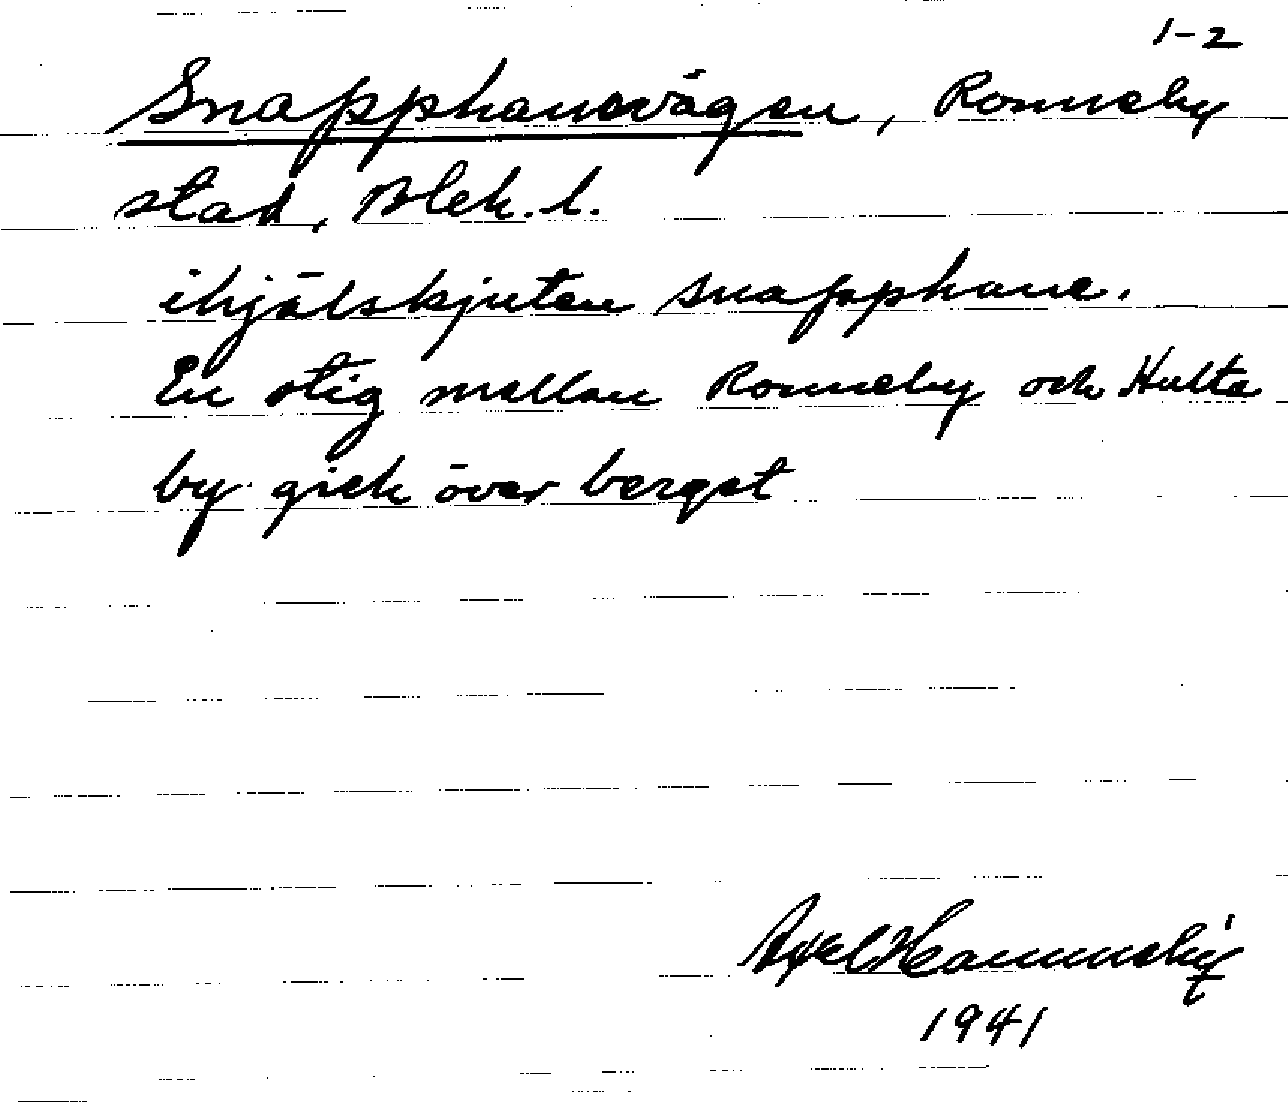 1-2
Snapphanevägen, Ronneby
stad, Blek. l.
ihjälskjuten snapphane.
En stig mellan Ronneby och Hulta
by gick över berget
Axel
1941